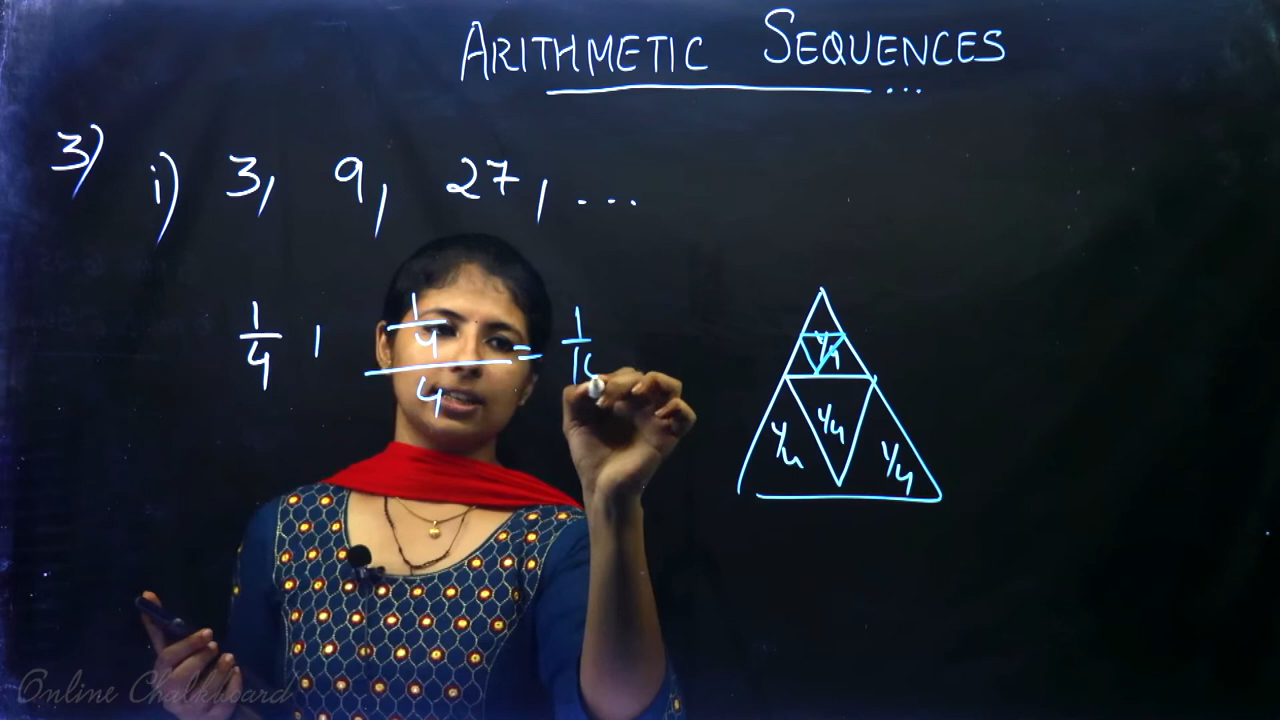 ARITHMETIC SEQUENCES ...
3) i) 3, 9, 27, ...
1/4, (1/4)/4 = 1/1
1/4
1/4 1/4 1/4
Online Chalkboard